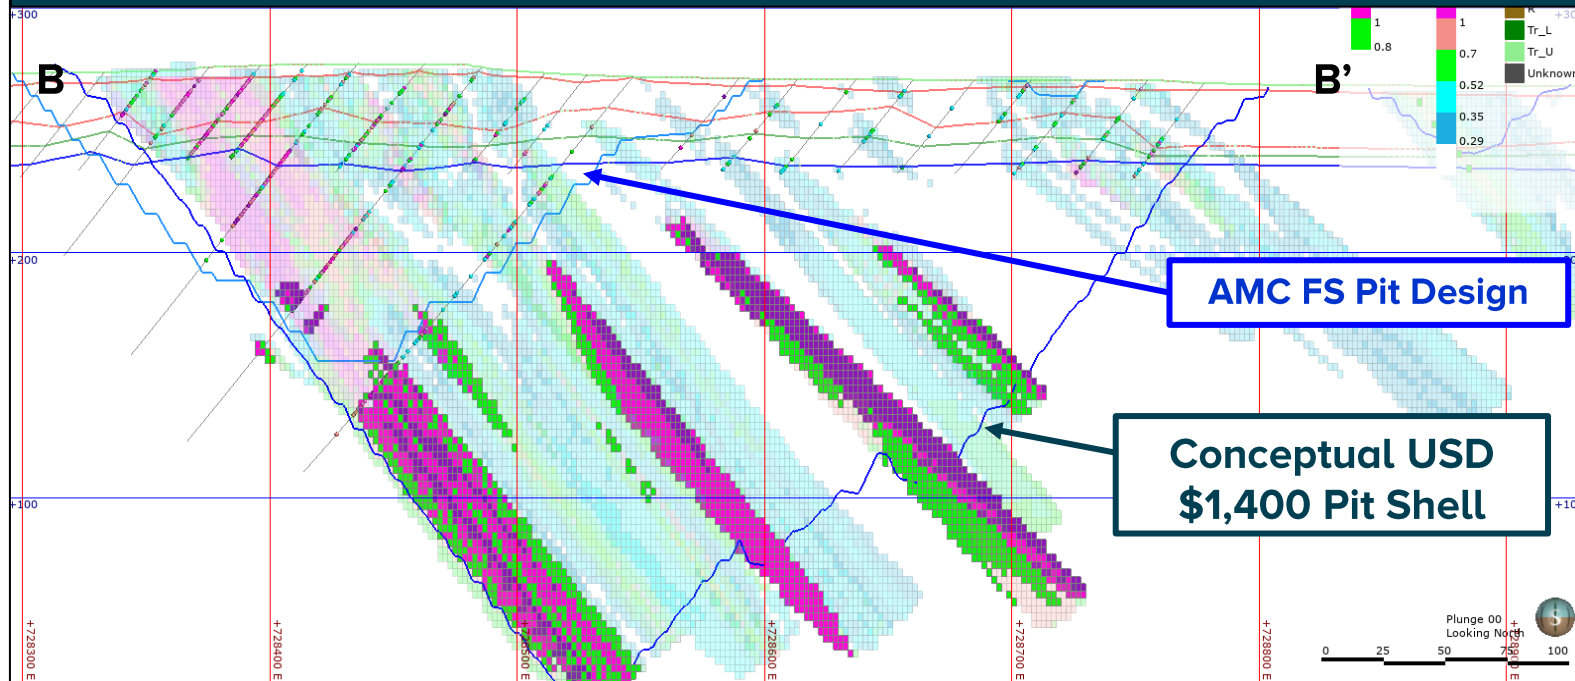 +300
B
B’
1
0.8
1
0.7
0.52
0.35
0.29
R
Tr_L
Tr_U
Unknown
+200
AMC FS Pit Design
Conceptual USD
$1,400 Pit Shell
+100
+728300 E
+728400 E
+728500 E
+728600 E
+728700 E
+728800 E
Plunge 00
Looking North
0 25 50 75 100